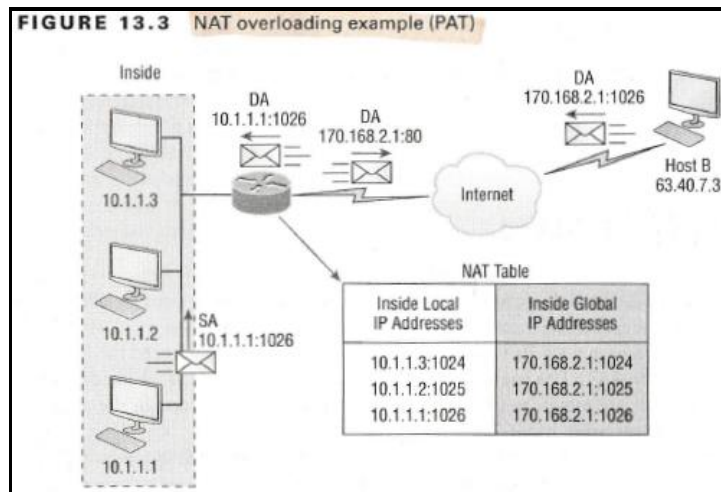 FIGURE 13.3 NAT overloading example (PAT)
Inside
DA
10.1.1.1:1026
DA
170.168.2.1:80
DA
170.168.2.1:1026
10.1.1.3
Internet
Host B
63.40.7.3
10.1.1.2
SA
10.1.1.1:1026
10.1.1.1
NAT Table
Inside Local
IP Addresses
Inside Global
IP Addresses
10.1.1.3:1024 170.168.2.1:1024
10.1.1.2:1025 170.168.2.1:1025
10.1.1.1:1026 170.168.2.1:1026